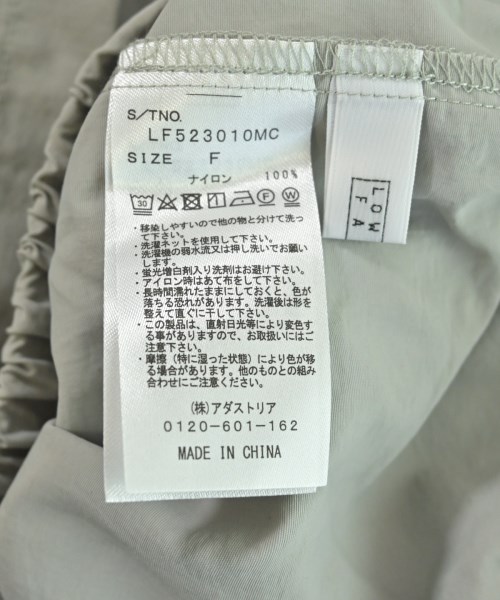 S/TNO.
LF523010MC
SIZE F
ナイロン 100%
30
・移染しやすいので他の物と分けて洗っ
て下さい。
・洗濯ネットを使用して下さい。
・洗濯機の弱水流又は押し洗いでお願い
します。
・蛍光増白剤入り洗剤はお避け下さい。
・アイロン時はあて布をして下さい。
・長時間濡れたままにしておくと、色が
落ちる恐れがあります。洗濯後は形を
整えて直ぐに干して下さい。
・この製品は、直射日光等により変色す
る事がありますので、お取扱いにはご
注意下さい。
・摩擦（特に湿った状態）により色が移
る場合があります。他のものとの組み
合わせにご注意ください。
(株)アダストリア
0120-601-162
MADE IN CHINA
LOW
FA